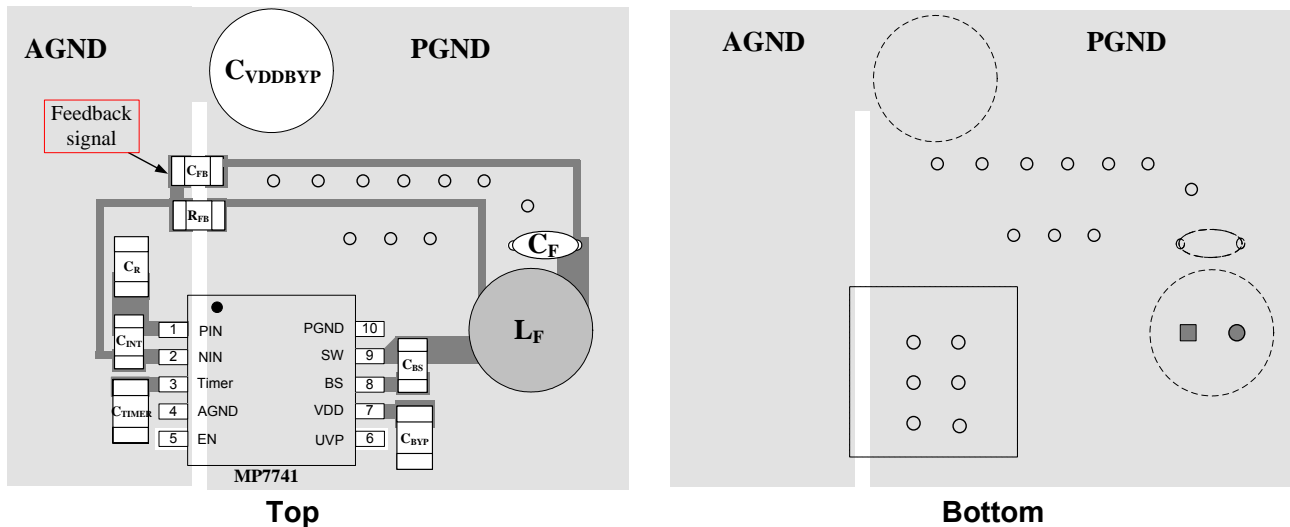 AGND
PGND
CVDDBYP
Feedback
signal
CFB
RFB
CF
CR
LF
CINT
1 PIN
PGND 10
2 NIN
SW 9
CBS
3 Timer
BS 8
CTIMER
4 AGND
VDD 7
CBYP
5 EN
UVP 6
MP7741
Top
AGND
PGND
Bottom